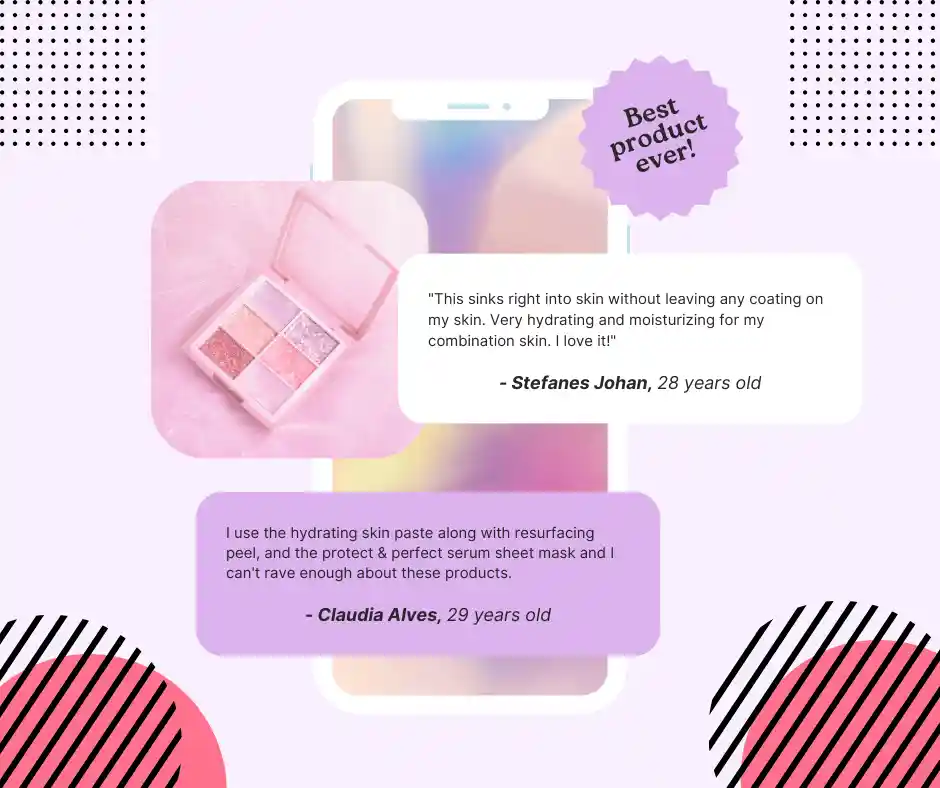 Best
product
ever!
"This sinks right into skin without leaving any coating on
my skin. Very hydrating and moisturizing for my
combination skin. I love it!"
- Stefanes Johan, 28 years old
I use the hydrating skin paste along with resurfacing
peel, and the protect & perfect serum sheet mask and I
can't rave enough about these products.
- Claudia Alves, 29 years old